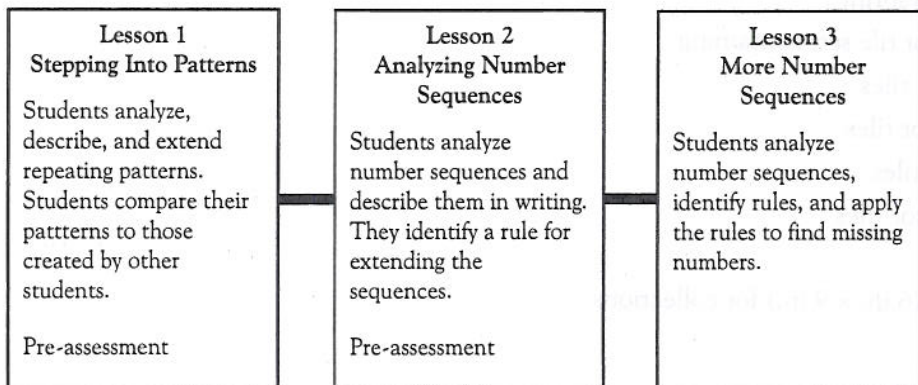 Lesson 1
Stepping Into Patterns
Students analyze,
describe, and extend
repeating patterns.
Students compare their
pattterns to those
created by other
students.
Pre-assessment
Lesson 2
Analyzing Number
Sequences
Students analyze
number sequences and
describe them in writing.
They identify a rule for
extending the
sequences.
Pre-assessment
Lesson 3
More Number
Sequences
Students analyze
number sequences,
identify rules, and apply
the rules to find missing
numbers.